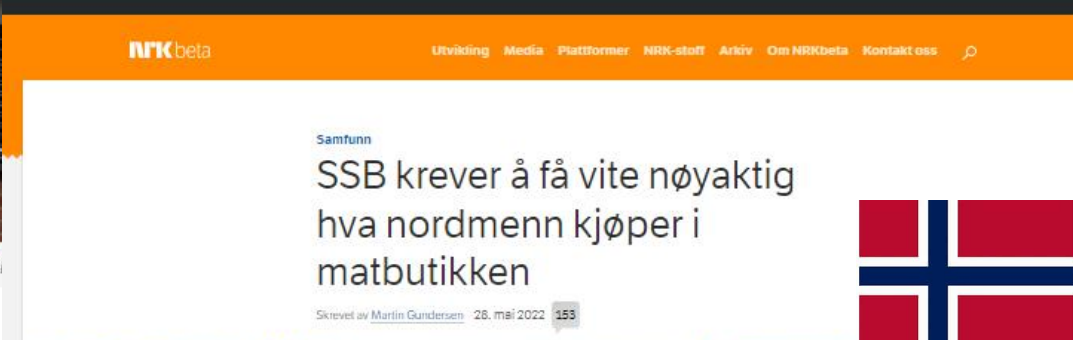 NRK beta
Utvikling Media Plattformer NRK-stoff Arkiv Om NRKbeta Kontakt oss
Samfunn
SSB krever å få vite nøyaktig
hva nordmenn kjøper i
matbutikken
Skrevet av Martin Gundersen 28. mai 2022 153